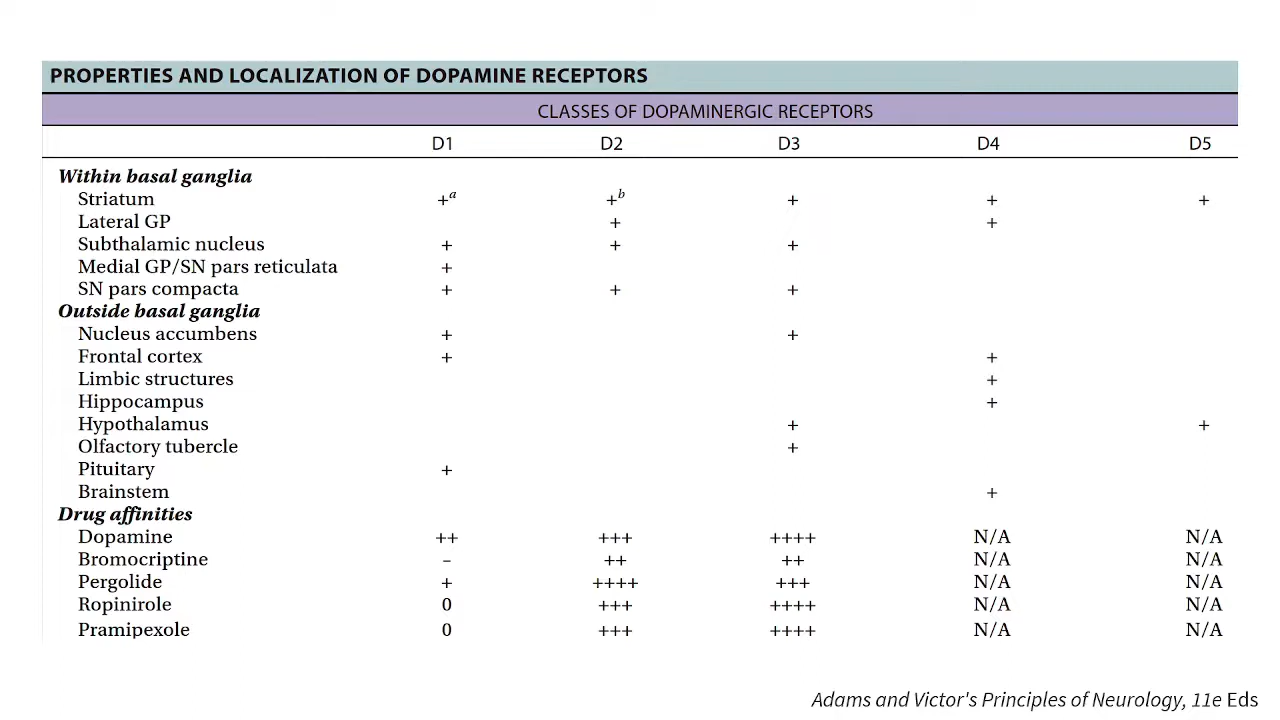 PROPERTIES AND LOCALIZATION OF DOPAMINE RECEPTORS
CLASSES OF DOPAMINERGIC RECEPTORS
D1 D2 D3 D4 D5
Within basal ganglia
Striatum +a +b + + +
Lateral GP + +
Subthalamic nucleus + + +
Medial GP/SN pars reticulata +
SN pars compacta + + +
Outside basal ganglia
Nucleus accumbens + +
Frontal cortex + +
Limbic structures +
Hippocampus +
Hypothalamus + +
Olfactory tubercle +
Pituitary +
Brainstem +
Drug affinities
Dopamine ++ +++ ++++ N/A N/A
Bromocriptine – ++ ++ N/A N/A
Pergolide + ++++ +++ N/A N/A
Ropinirole 0 +++ ++++ N/A N/A
Pramipexole 0 +++ ++++ N/A N/A
Adams and Victor's Principles of Neurology, 11e Eds